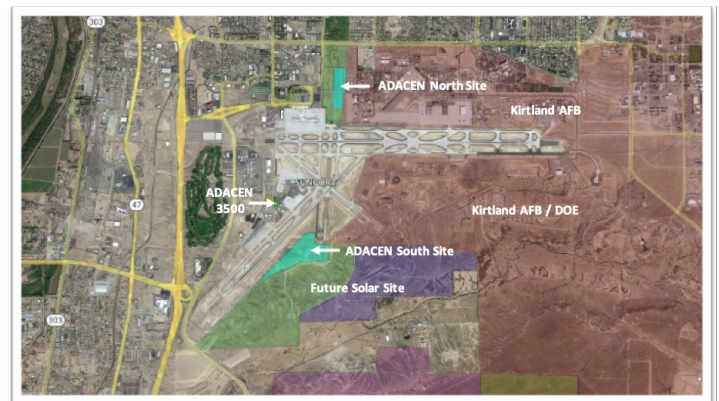 303
ADACEN North Site
Kirtland AFB
SUNPORT
ADACEN
3500
47
Kirtland AFB / DOE
ADACEN South Site
Future Solar Site
303